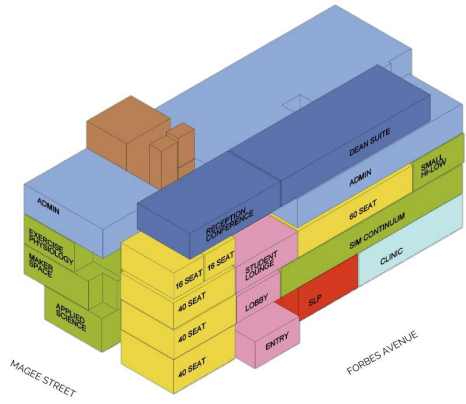 DEAN SUITE
ADMIN
SMALL
HI-LOW
ADMIN
RECEPTION
CONFERENCE
60 SEAT
EXERCISE
PHYSIOLOGY
SIM CONTINUUM
16 SEAT
16 SEAT
STUDENT
LOUNGE
MAKER
SPACE
CLINIC
40 SEAT
LOBBY
SLP
APPLIED
SCIENCE
40 SEAT
ENTRY
40 SEAT
MAGEE STREET
FORBES AVENUE